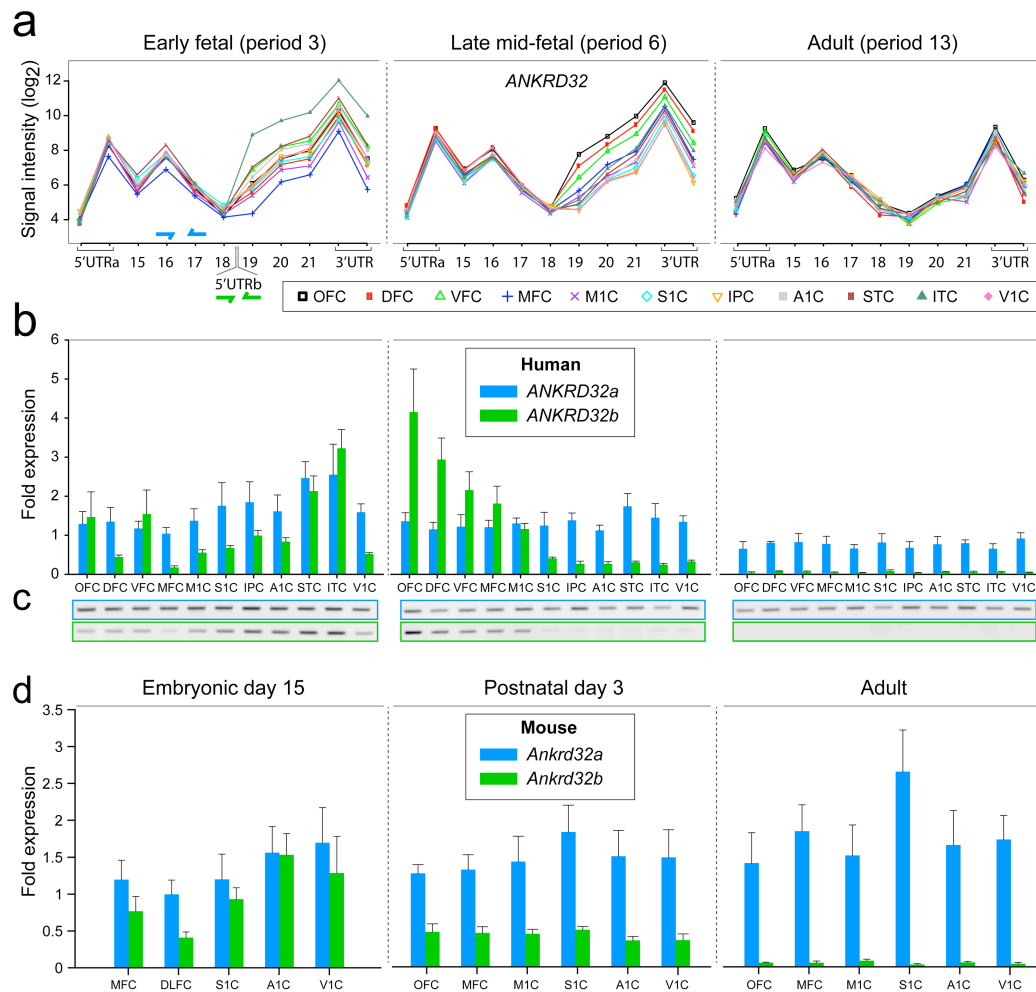 a
Early fetal (period 3)
Late mid-fetal (period 6)
Adult (period 13)
Signal intensity (log2)
12
10
8
6
4
ANKRD32
5'UTRa 15 16 17 18 19 20 21 3'UTR
5'UTRb
5'UTRa 15 16 17 18 19 20 21 3'UTR
5'UTRa 15 16 17 18 19 20 21 3'UTR
OFC DFC VFC MFC M1C S1C IPC A1C STC ITC V1C
b
Fold expression
6
5
4
3
2
1
0
Human
ANKRD32a
ANKRD32b
OFC DFC VFC MFC M1C S1C IPC A1C STC ITC V1C
OFC DFC VFC MFC M1C S1C IPC A1C STC ITC V1C
OFC DFC VFC MFC M1C S1C IPC A1C STC ITC V1C
c
d
Embryonic day 15
Postnatal day 3
Adult
Fold expression
3.5
3
2.5
2
1.5
1
0.5
0
Mouse
Ankrd32a
Ankrd32b
MFC DLFC S1C A1C V1C
OFC MFC M1C S1C A1C V1C
OFC MFC M1C S1C A1C V1C